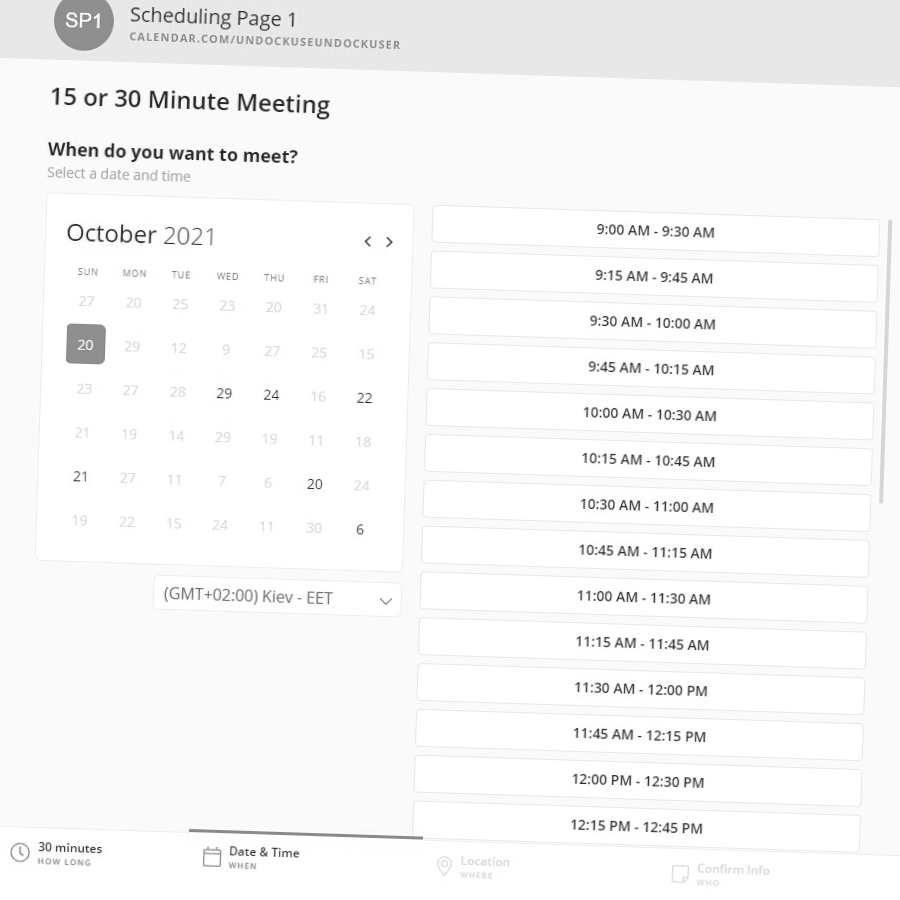 SP1
Scheduling Page 1
CALENDAR.COM/UNDOCKUSEUNDOCKUSER
15 or 30 Minute Meeting
When do you want to meet?
Select a date and time
October 2021
SUN MON TUE WED THU FRI SAT
27 20 25 23 20 31 24
20 29 12 9 27 25 15
23 27 28 29 24 16 22
21 19 14 29 19 11 18
21 27 11 7 6 20 24
19 22 15 24 11 30 6
(GMT+02:00) Kiev - EET
9:00 AM - 9:30 AM
9:15 AM - 9:45 AM
9:30 AM - 10:00 AM
9:45 AM - 10:15 AM
10:00 AM - 10:30 AM
10:15 AM - 10:45 AM
10:30 AM - 11:00 AM
10:45 AM - 11:15 AM
11:00 AM - 11:30 AM
11:15 AM - 11:45 AM
11:30 AM - 12:00 PM
11:45 AM - 12:15 PM
12:00 PM - 12:30 PM
12:15 PM - 12:45 PM
30 minutes
HOW LONG
Date & Time
WHEN
Location
WHERE
Confirm Info
WHO